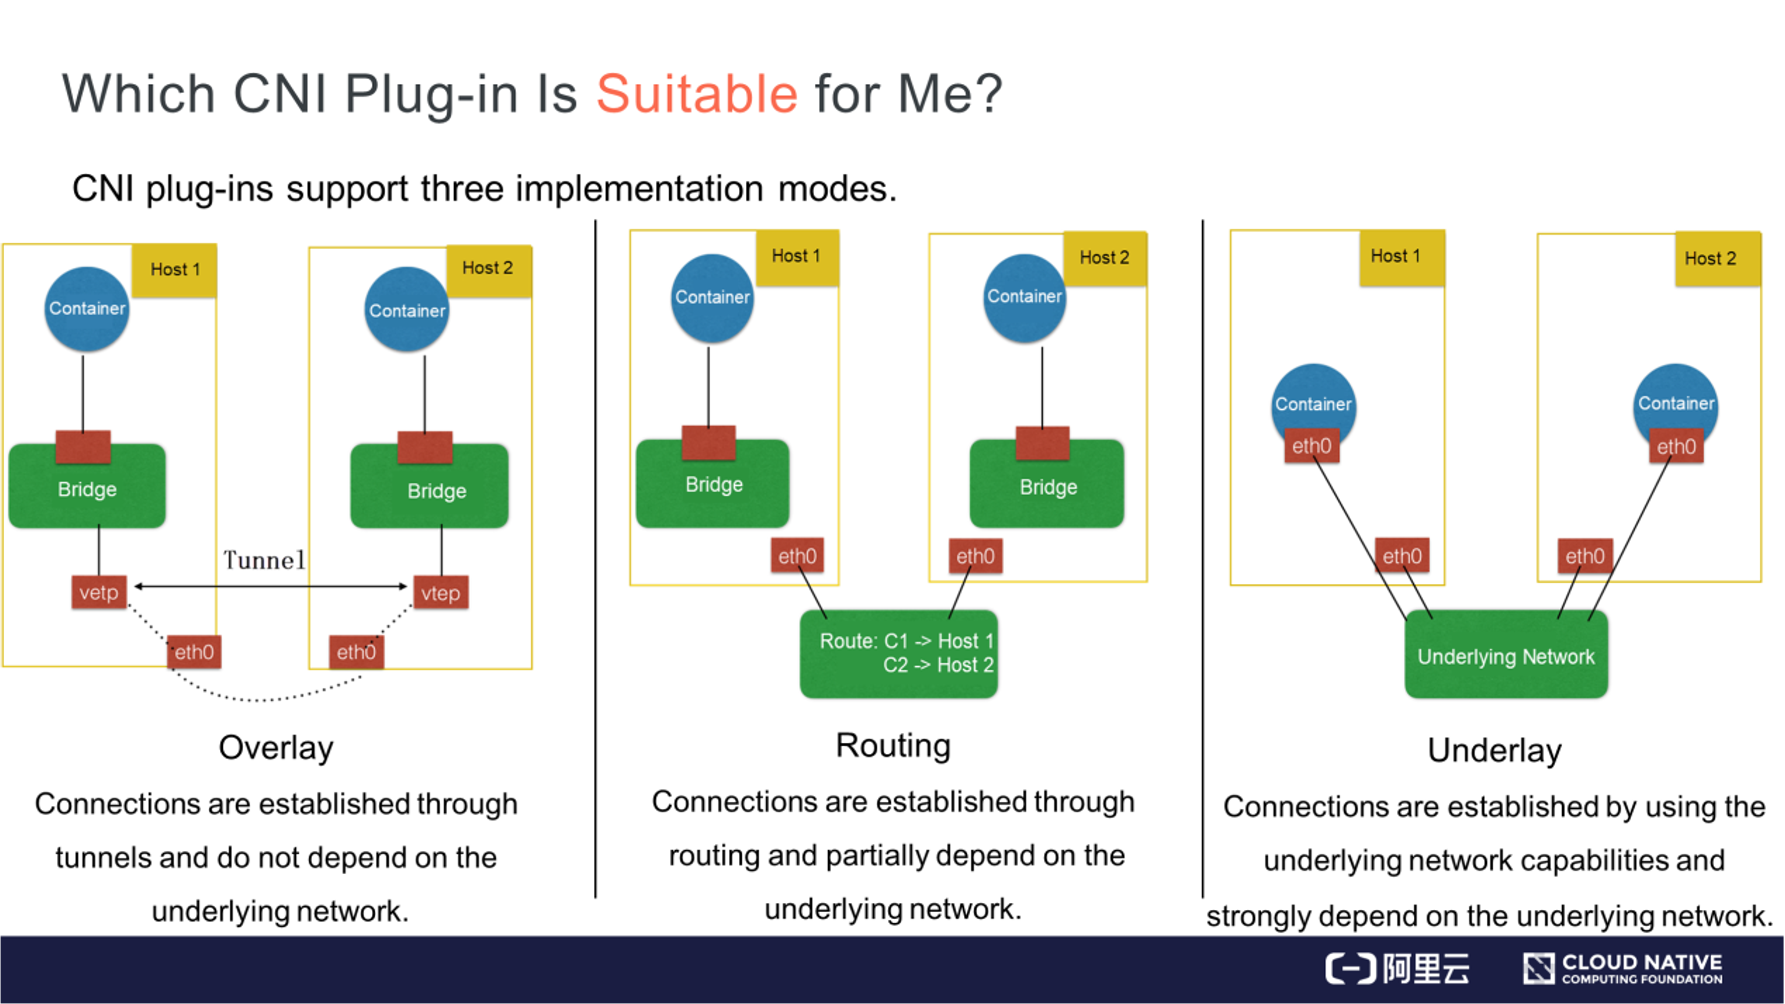 Which CNI Plug-in Is Suitable for Me?
CNI plug-ins support three implementation modes.
Host 1
Container
Bridge
vetp
eth0
Tunnel
Host 2
Container
Bridge
vtep
eth0
Overlay
Connections are established through
tunnels and do not depend on the
underlying network.
Host 1
Container
Bridge
eth0
Host 2
Container
Bridge
eth0
Route: C1 -> Host 1
C2 -> Host 2
Routing
Connections are established through
routing and partially depend on the
underlying network.
Host 1
Container
eth0
eth0
Host 2
Container
eth0
eth0
Underlying Network
Underlay
Connections are established by using the
underlying network capabilities and
strongly depend on the underlying network.
阿里云
CLOUD NATIVE
COMPUTING FOUNDATION